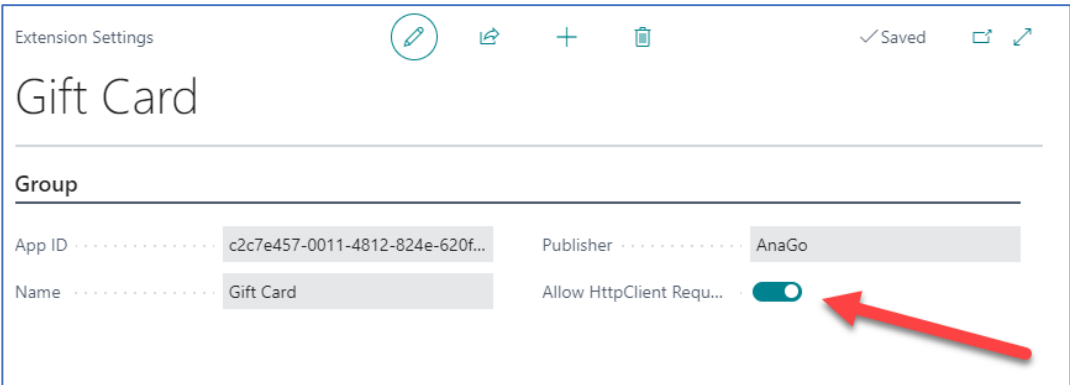 Extension Settings
Saved
Gift Card
Group
App ID c2c7e457-0011-4812-824e-620f...
Publisher AnaGo
Name Gift Card
Allow HttpClient Requ...